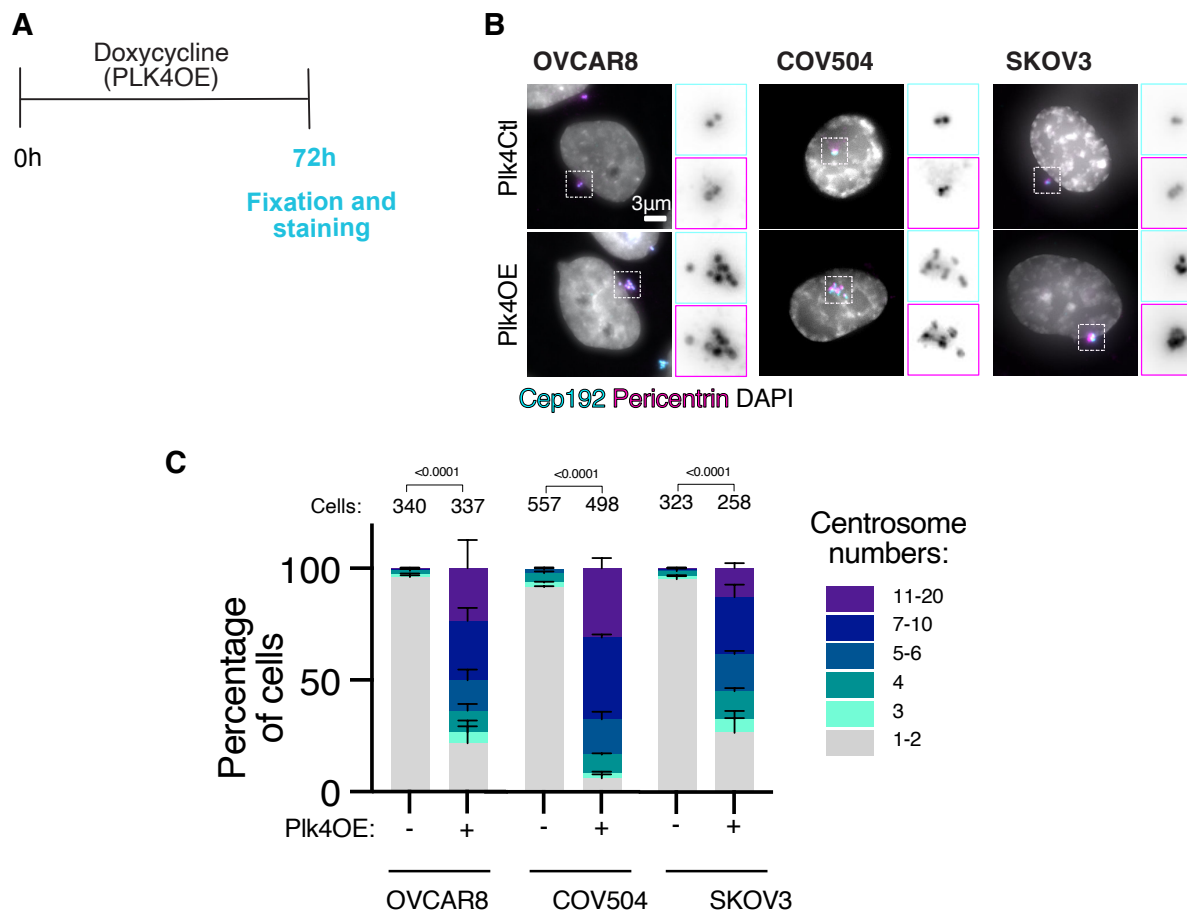 A
Doxycycline
(PLK4OE)
0h
72h
Fixation and
staining
B
OVCAR8 COV504 SKOV3
Plk4Ctl
3μm
Plk4OE
Cep192 Pericentrin DAPI
C
<0.0001 <0.0001 <0.0001
Cells: 340 337 557 498 323 258
Percentage
of cells
100
50
0
Plk4OE: - + - + - +
OVCAR8 COV504 SKOV3
Centrosome
numbers:
11-20
7-10
5-6
4
3
1-2